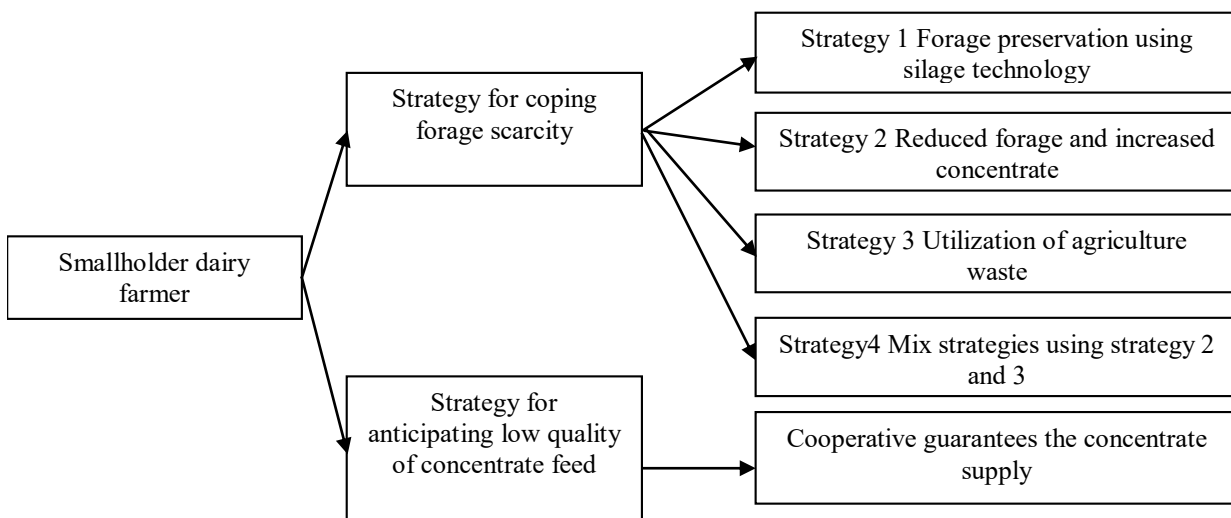 Smallholder dairy
farmer
Strategy for coping
forage scarcity
Strategy 1 Forage preservation using
silage technology
Strategy 2 Reduced forage and increased
concentrate
Strategy 3 Utilization of agriculture
waste
Strategy4 Mix strategies using strategy 2
and 3
Strategy for
anticipating low quality
of concentrate feed
Cooperative guarantees the concentrate
supply